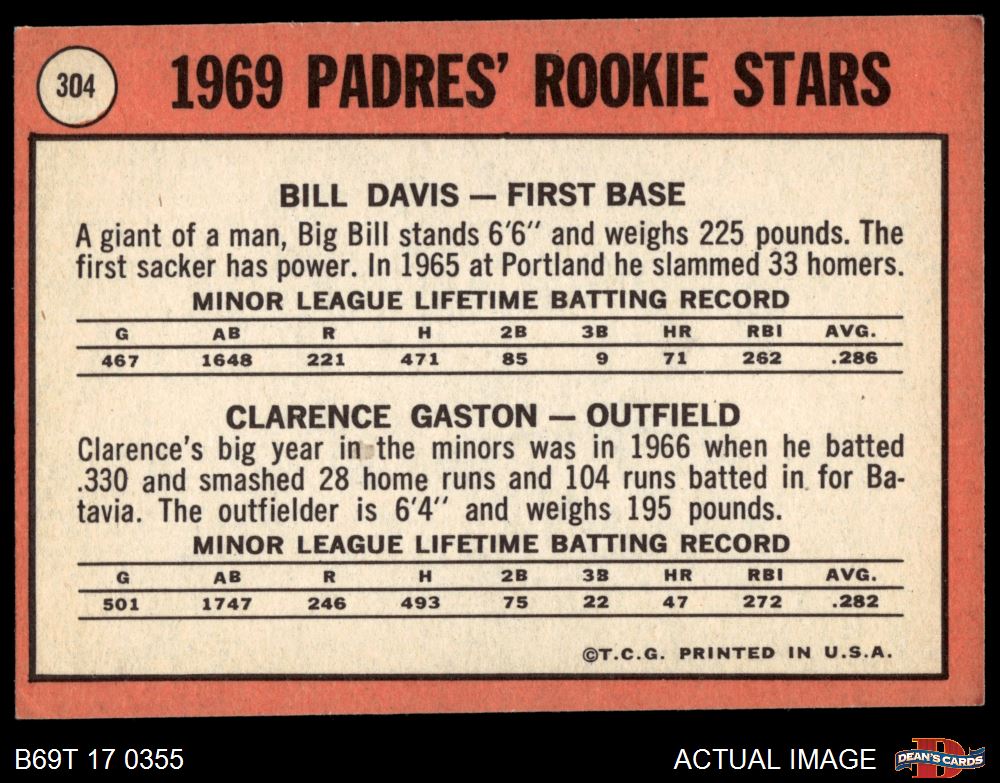 304
1969 PADRES' ROOKIE STARS
BILL DAVIS — FIRST BASE
A giant of a man, Big Bill stands 6'6" and weighs 225 pounds. The
first sacker has power. In 1965 at Portland he slammed 33 homers.
MINOR LEAGUE LIFETIME BATTING RECORD
G AB R H 2B 3B HR RBI AVG.
467 1648 221 471 85 9 71 262 .286
CLARENCE GASTON — OUTFIELD
Clarence's big year in the minors was in 1966 when he batted
.330 and smashed 28 home runs and 104 runs batted in for Ba-
tavia. The outfielder is 6'4" and weighs 195 pounds.
MINOR LEAGUE LIFETIME BATTING RECORD
G AB R H 2B 3B HR RBI AVG.
501 1747 246 493 75 22 47 272 .282
©T.C.G. PRINTED IN U.S.A.
B69T 17 0355
ACTUAL IMAGE
D
DEAN'S CARDS